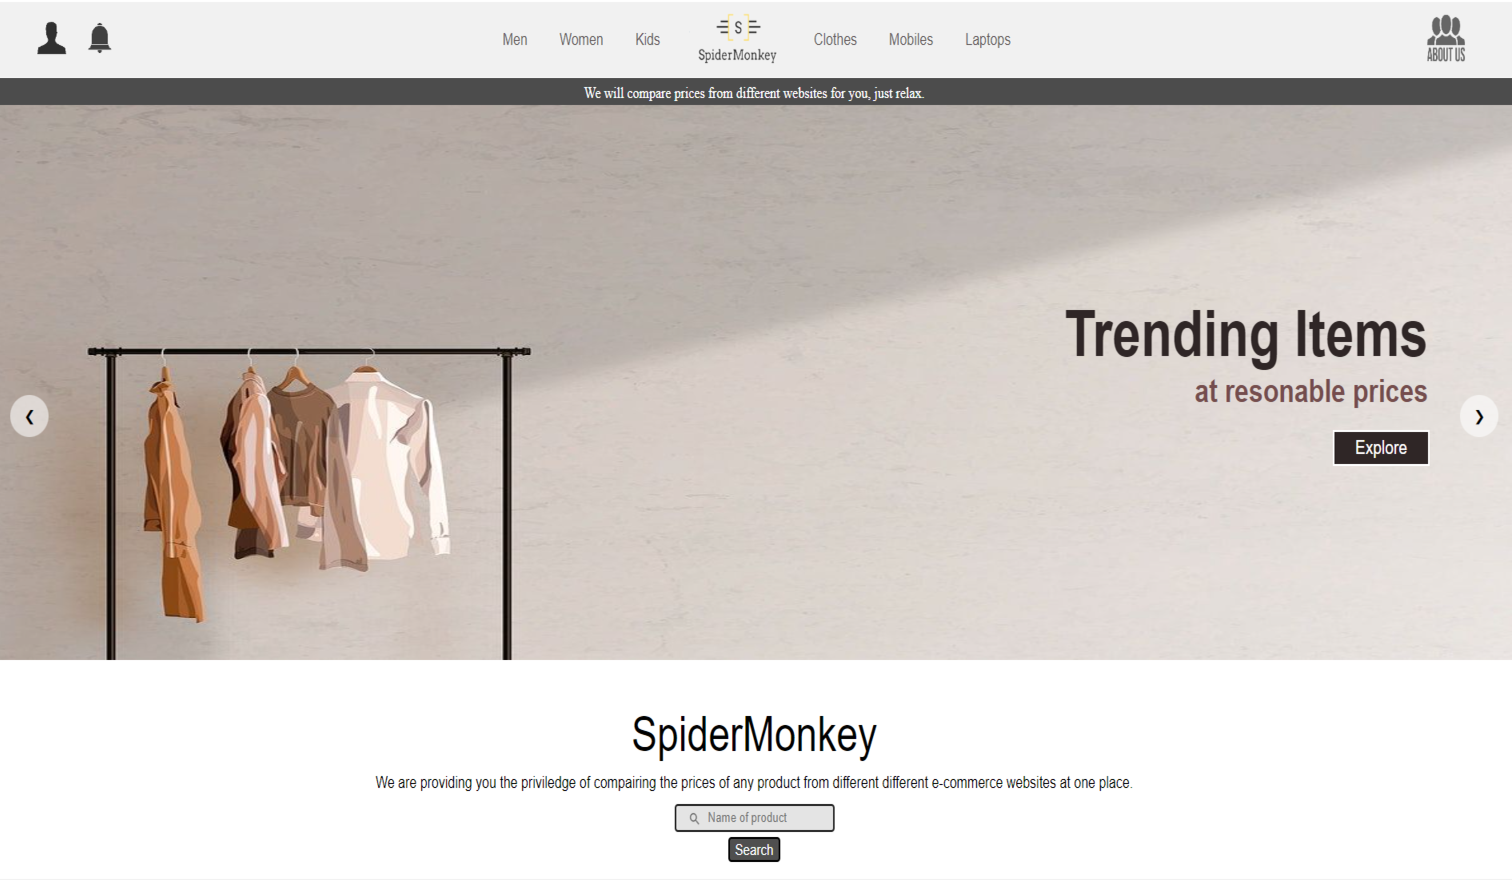 Men Women Kids
S
SpiderMonkey
Clothes Mobiles Laptops
ABOUT US
We will compare prices from different websites for you, just relax.
Trending Items
at resonable prices
Explore
SpiderMonkey
We are providing you the priviledge of compairing the prices of any product from different different e-commerce websites at one place.
Name of product
Search